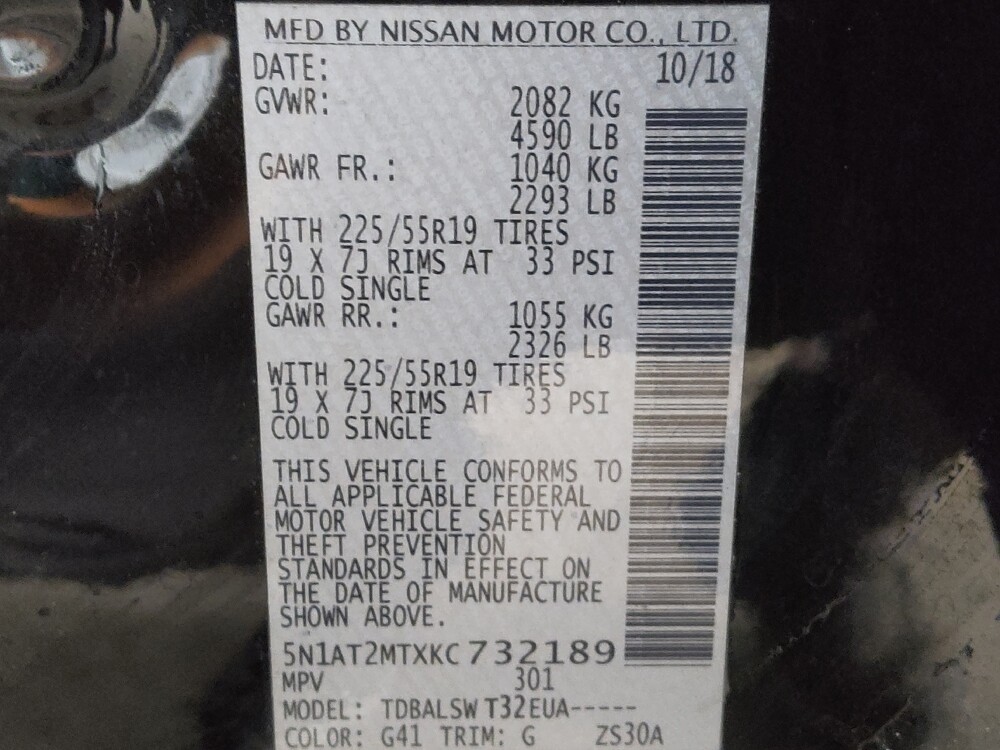 MFD BY NISSAN MOTOR CO., LTD.
DATE: 10/18
GVWR: 2082 KG
4590 LB
GAWR FR.: 1040 KG
2293 LB
WITH 225/55R19 TIRES
19 X 7J RIMS AT 33 PSI
COLD SINGLE
GAWR RR.: 1055 KG
2326 LB
WITH 225/55R19 TIRES
19 X 7J RIMS AT 33 PSI
COLD SINGLE
THIS VEHICLE CONFORMS TO
ALL APPLICABLE FEDERAL
MOTOR VEHICLE SAFETY AND
THEFT PREVENTION
STANDARDS IN EFFECT ON
THE DATE OF MANUFACTURE
SHOWN ABOVE.
5N1AT2MTXKC732189
MPV 301
MODEL: TDBALSW T32EUA-----
COLOR: G41 TRIM: G ZS30A